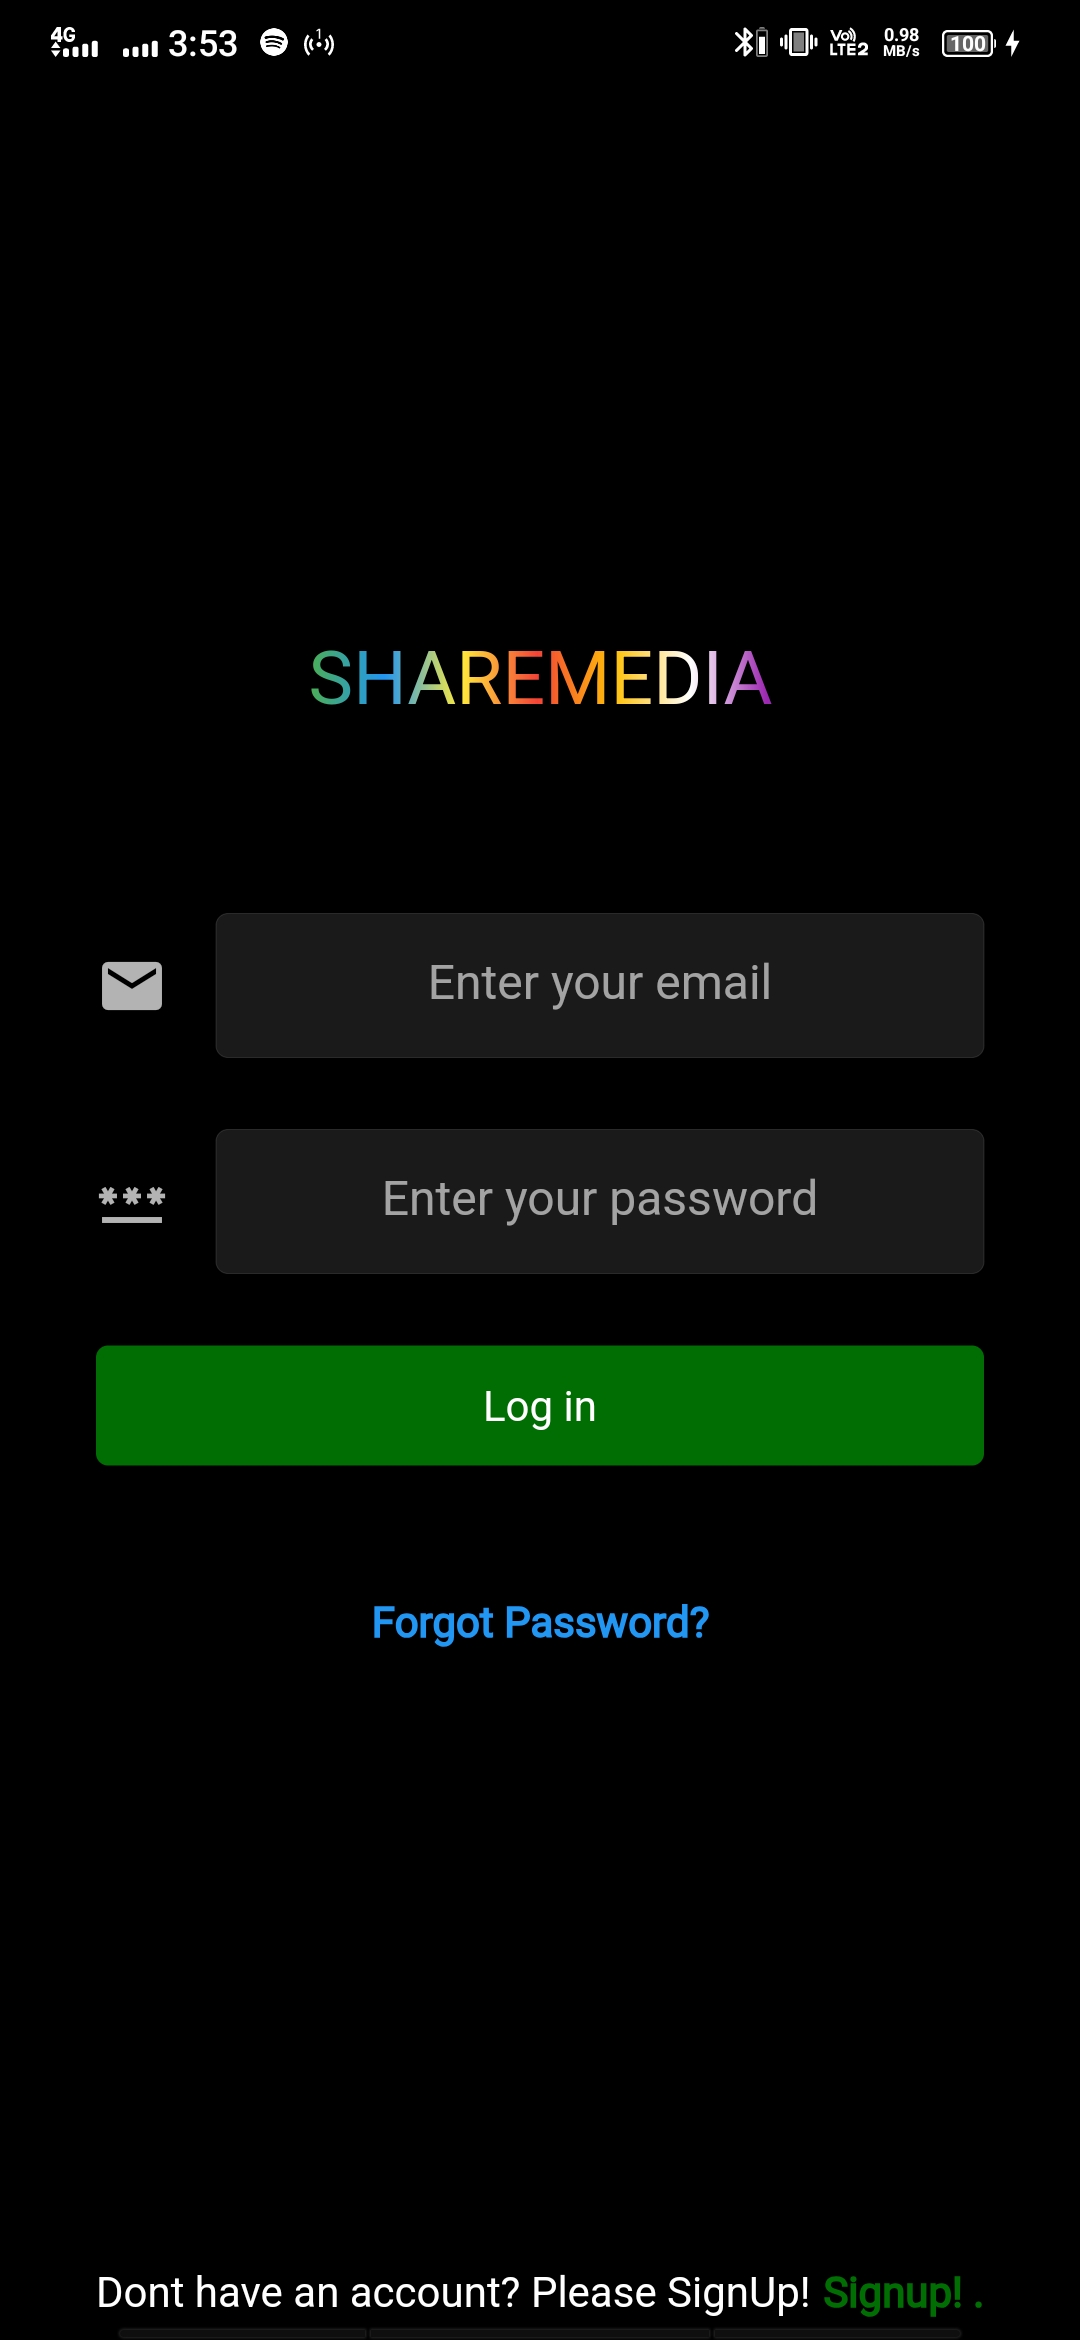 4G 3:53 1 Vo) LTE2 0.98 MB/s 100
SHAREMEDIA
Enter your email
***
Enter your password
Log in
Forgot Password?
Dont have an account? Please SignUp! Signup! .